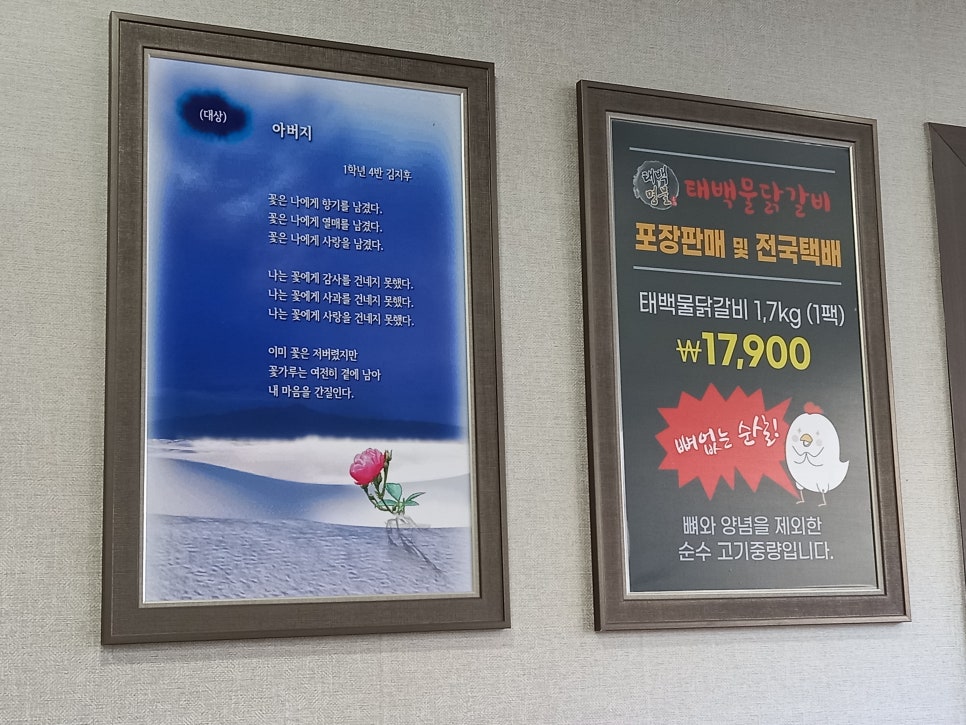 (대상)
아버지
1학년 4반 김지후
꽃은 나에게 향기를 남겼다.
꽃은 나에게 열매를 남겼다.
꽃은 나에게 사랑을 남겼다.
나는 꽃에게 감사를 건네지 못했다.
나는 꽃에게 사과를 건네지 못했다.
나는 꽃에게 사랑을 건네지 못했다.
이미 꽃은 저버렸지만
꽃가루는 여전히 곁에 남아
내 마음을 간질인다.
태백
명물
태백물닭갈비
포장판매 및 전국택배
태백물닭갈비 1,7kg (1팩)
₩17,900
뼈없는 순살!
뼈와 양념을 제외한
순수 고기중량입니다.